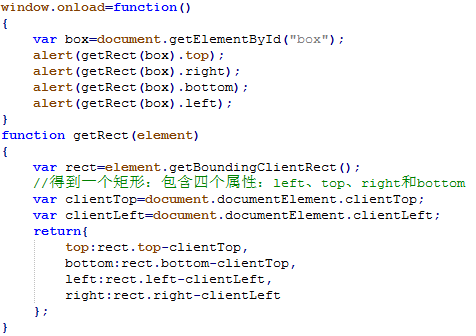 window.onload=function()
{
    var box=document.getElementById("box");
    alert(getRect(box).top);
    alert(getRect(box).right);
    alert(getRect(box).bottom);
    alert(getRect(box).left);
}
function getRect(element)
{
    var rect=element.getBoundingClientRect();
    //得到一个矩形：包含四个属性：left、top、right和bottom
    var clientTop=document.documentElement.clientTop;
    var clientLeft=document.documentElement.clientLeft;
    return{
        top:rect.top-clientTop,
        bottom:rect.bottom-clientTop,
        left:rect.left-clientLeft,
        right:rect.right-clientLeft
    };
}